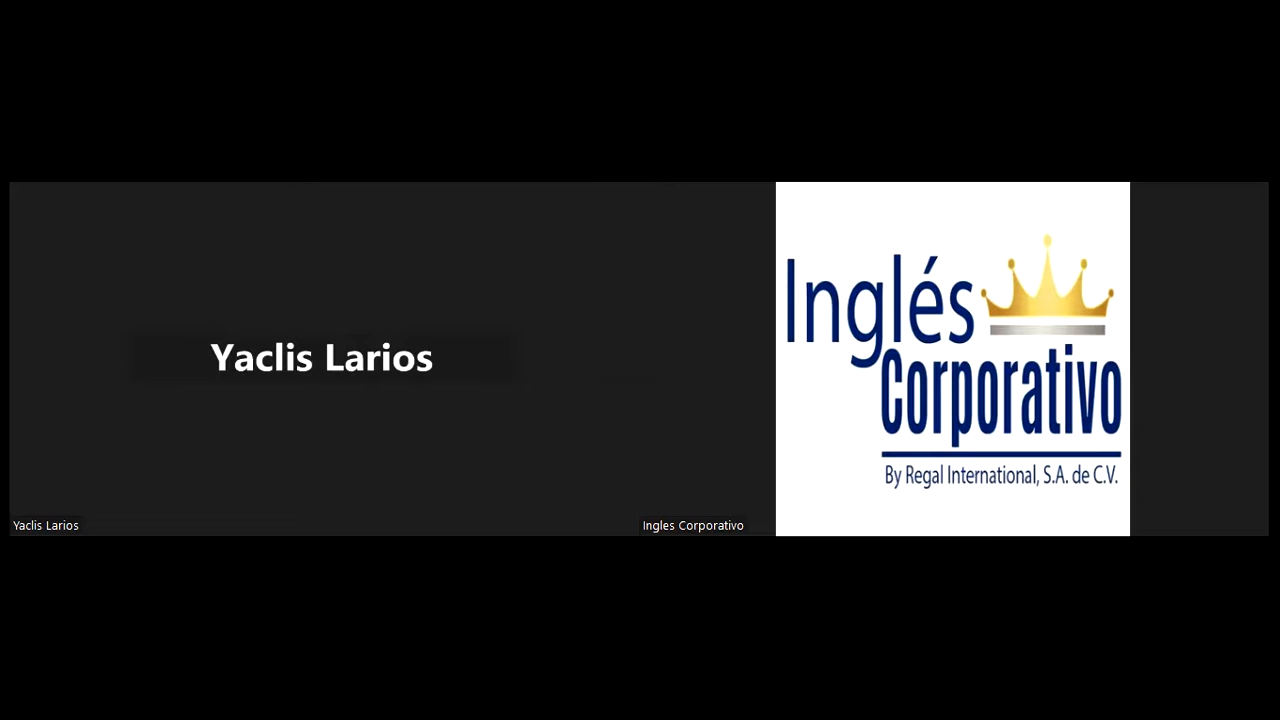 Yaclis Larios
Inglés
Corporativo
By Regal International, S.A. de C.V.
Yaclis Larios
Ingles Corporativo